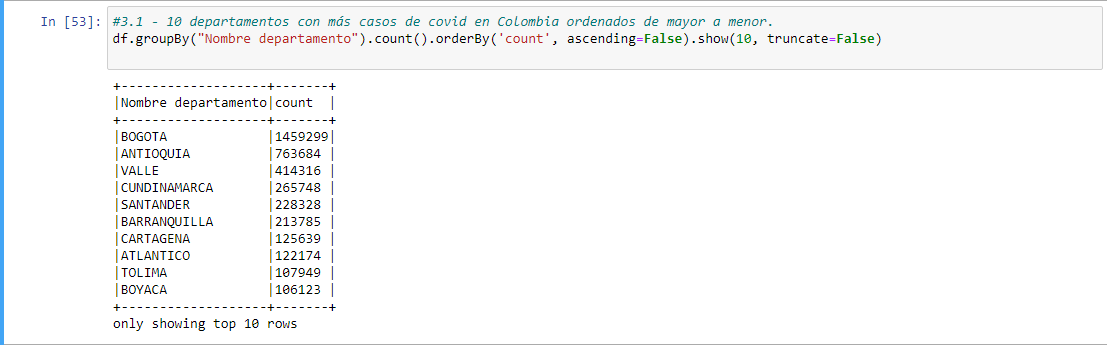 In [53]: #3.1 - 10 departamentos con más casos de covid en Colombia ordenados de mayor a menor.
df.groupBy("Nombre departamento").count().orderBy('count', ascending=False).show(10, truncate=False)
+-------------------+-------+
|Nombre departamento|count  |
+-------------------+-------+
|BOGOTA             |1459299|
|ANTIOQUIA          |763684 |
|VALLE              |414316 |
|CUNDINAMARCA       |265748 |
|SANTANDER          |228328 |
|BARRANQUILLA       |213785 |
|CARTAGENA          |125639 |
|ATLANTICO          |122174 |
|TOLIMA             |107949 |
|BOYACA             |106123 |
+-------------------+-------+
only showing top 10 rows